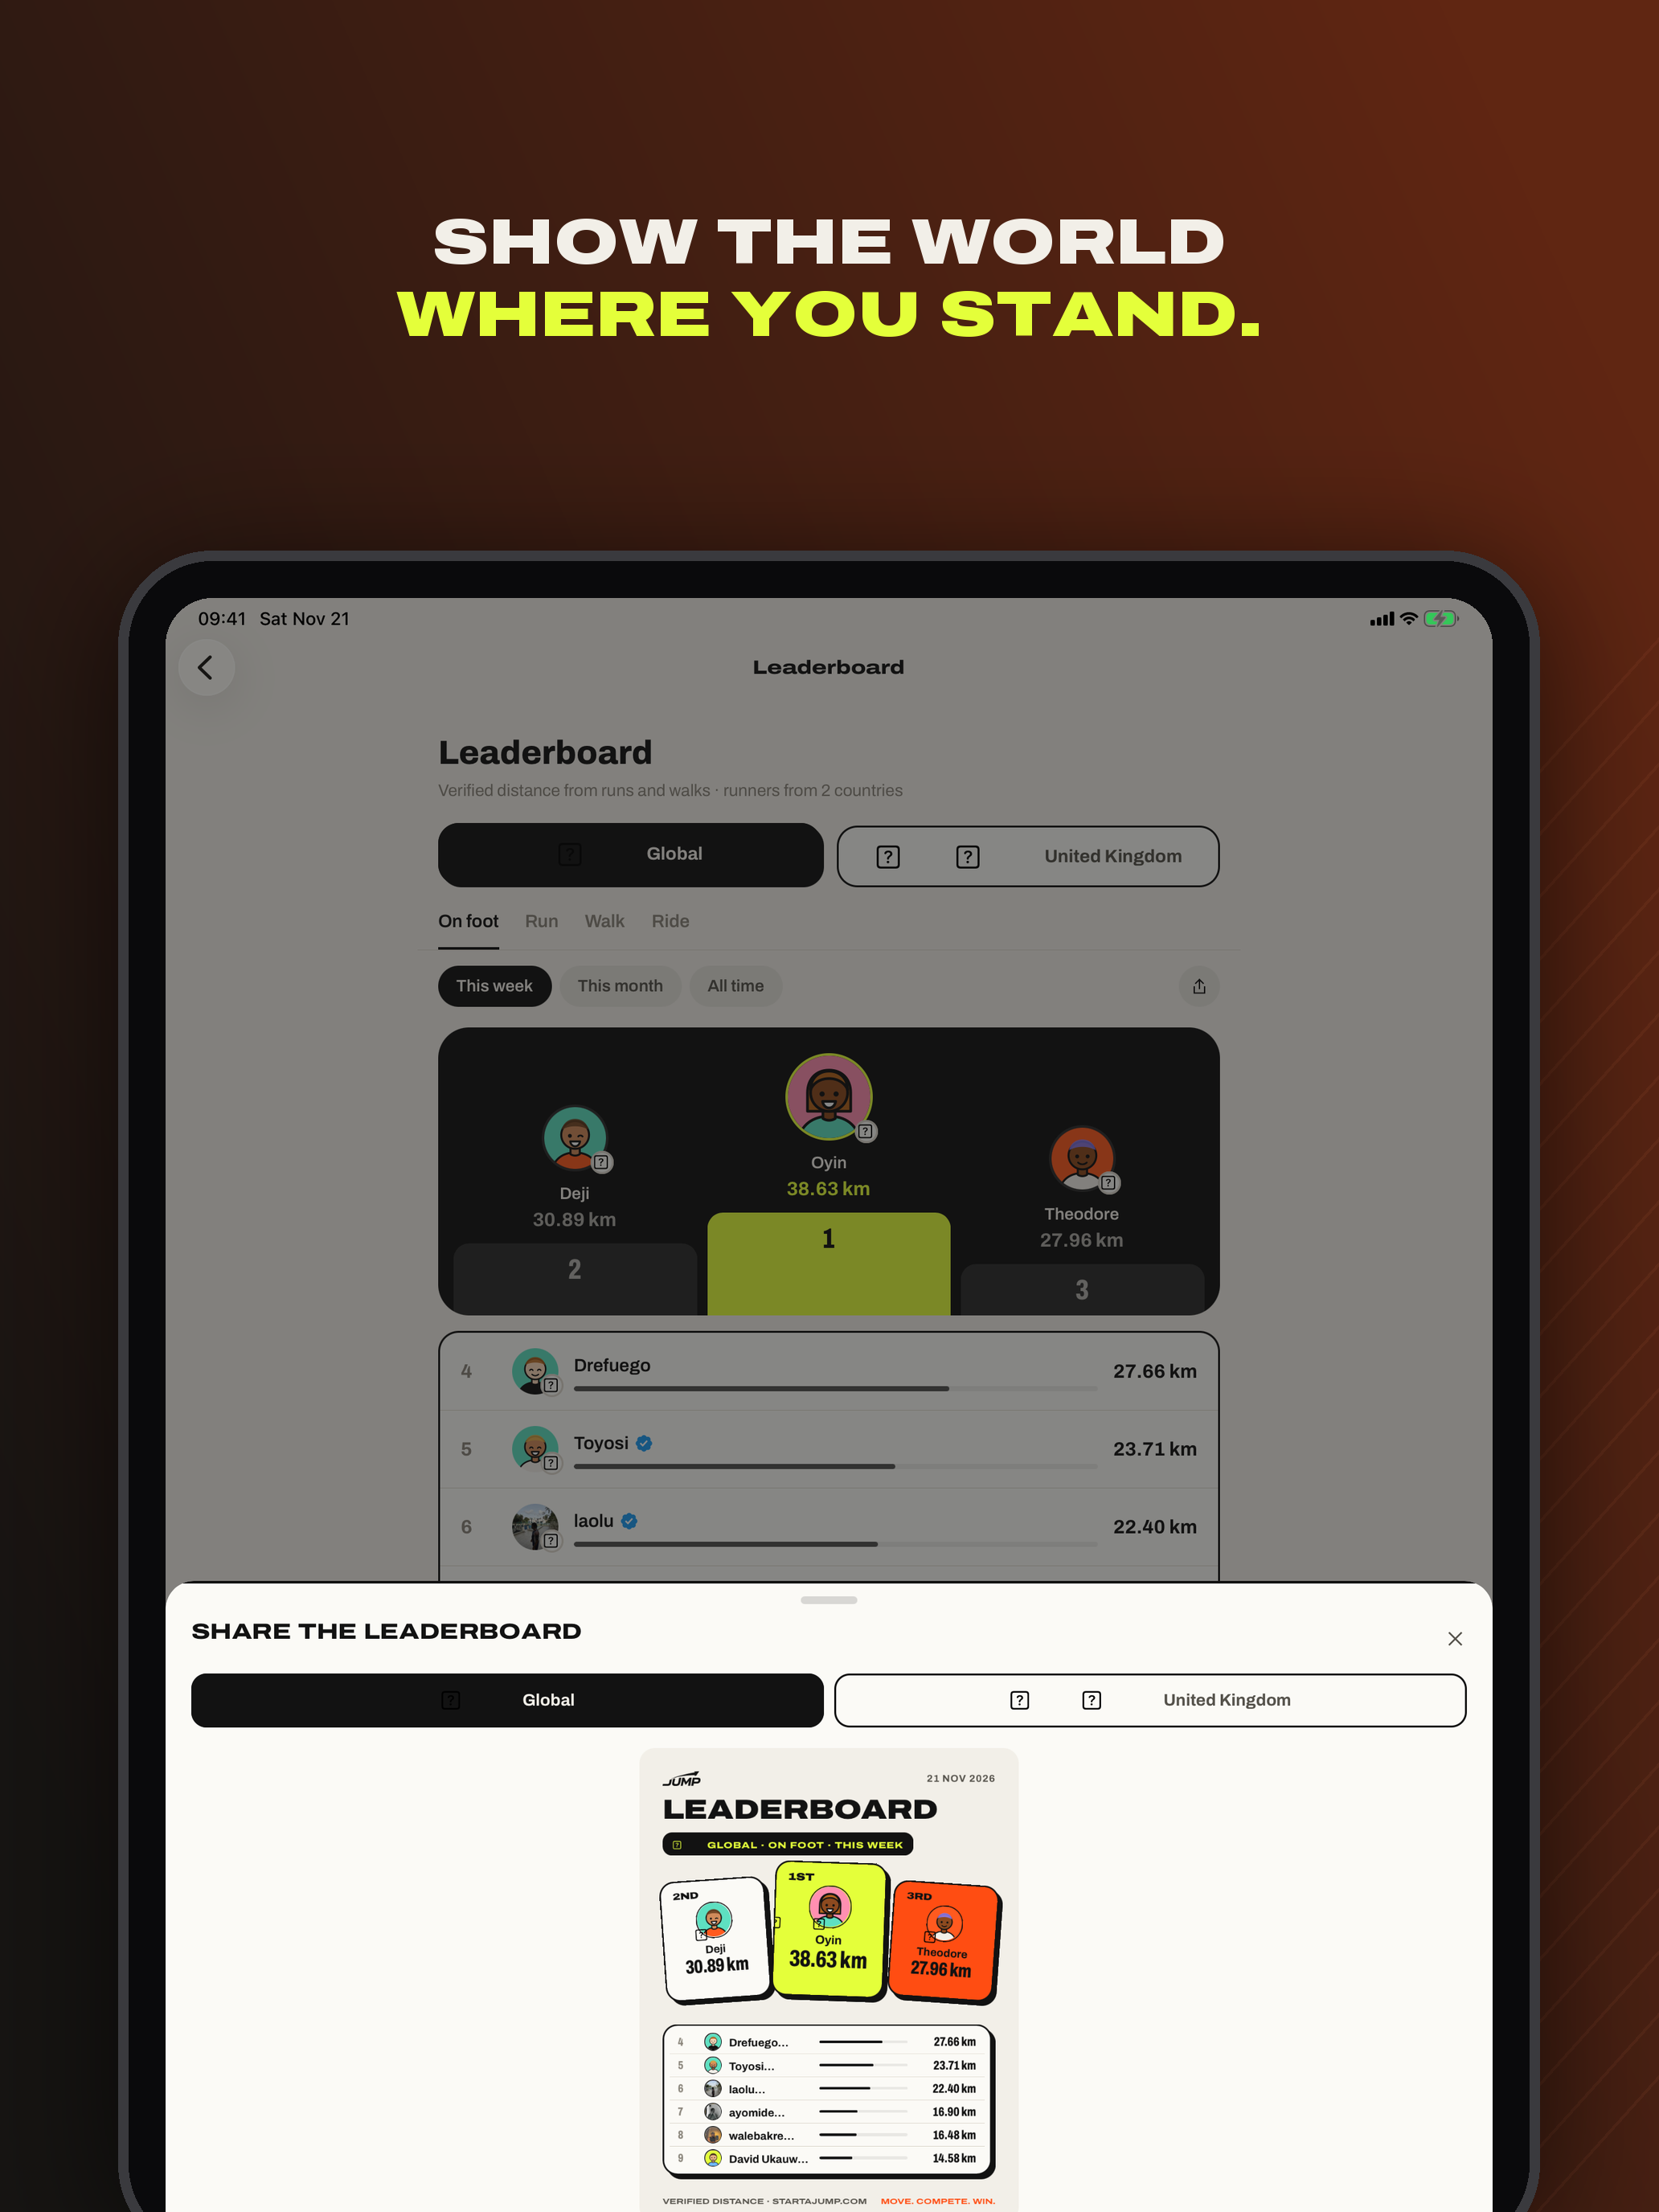 SHOW THE WORLD
WHERE YOU STAND.
09:41 Sat Nov 21
Leaderboard
Leaderboard
Verified distance from runs and walks · runners from 2 countries
Global
United Kingdom
On foot Run Walk Ride
This week This month All time
Oyin
38.63 km
Deji
30.89 km
Theodore
27.96 km
1
2
3
4 Drefuego 27.66 km
5 Toyosi 23.71 km
6 laolu 22.40 km
SHARE THE LEADERBOARD
Global
United Kingdom
JUMP 21 NOV 2026
LEADERBOARD
GLOBAL · ON FOOT · THIS WEEK
2ND
Deji
30.89 km
1ST
Oyin
38.63 km
3RD
Theodore
27.96 km
4 Drefuego... 27.66 km
5 Toyosi... 23.71 km
6 laolu... 22.40 km
7 ayomide... 16.90 km
8 walebakre... 16.48 km
9 David Ukauw... 14.58 km
VERIFIED DISTANCE · STARTAJUMP.COM MOVE. COMPETE. WIN.